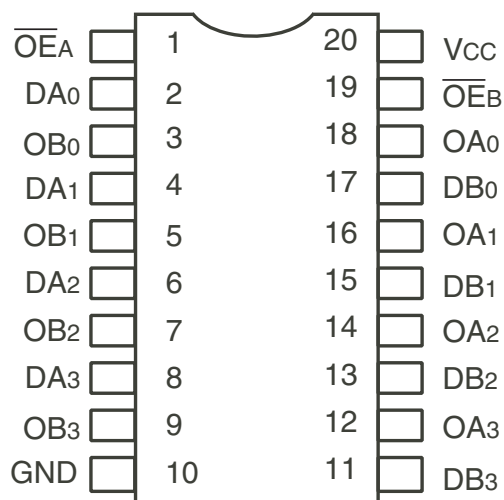 O̅E̅A 1 20 VCC
DA0 2 19 O̅E̅B
OB0 3 18 OA0
DA1 4 17 DB0
OB1 5 16 OA1
DA2 6 15 DB1
OB2 7 14 OA2
DA3 8 13 DB2
OB3 9 12 OA3
GND 10 11 DB3